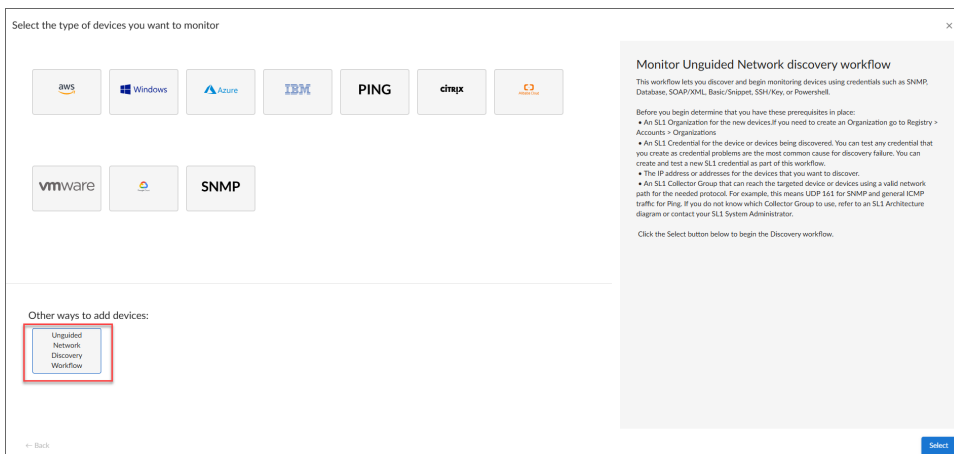 Select the type of devices you want to monitor
×
aws
Windows
Azure
IBM
PING
citrix
Alibaba Cloud
vmware
SNMP
Other ways to add devices:
Unguided
Network
Discovery
Workflow
← Back
Monitor Unguided Network discovery workflow
This workflow lets you discover and begin monitoring devices using credentials such as SNMP,
Database, SOAP/XML, Basic/Snippet, SSH/Key, or Powershell.
Before you begin determine that you have these prerequisites in place:
• An SL1 Organization for the new devices.If you need to create an Organization go to Registry >
Accounts > Organizations
• An SL1 Credential for the device or devices being discovered. You can test any credential that
you create as credential problems are the most common cause for discovery failure. You can
create and test a new SL1 credential as part of this workflow.
• The IP address or addresses for the devices that you want to discover.
• An SL1 Collector Group that can reach the targeted device or devices using a valid network
path for the needed protocol. For example, this means UDP 161 for SNMP and general ICMP
traffic for Ping. If you do not know which Collector Group to use, refer to an SL1 Architecture
diagram or contact your SL1 System Administrator.
Click the Select button below to begin the Discovery workflow.
Select